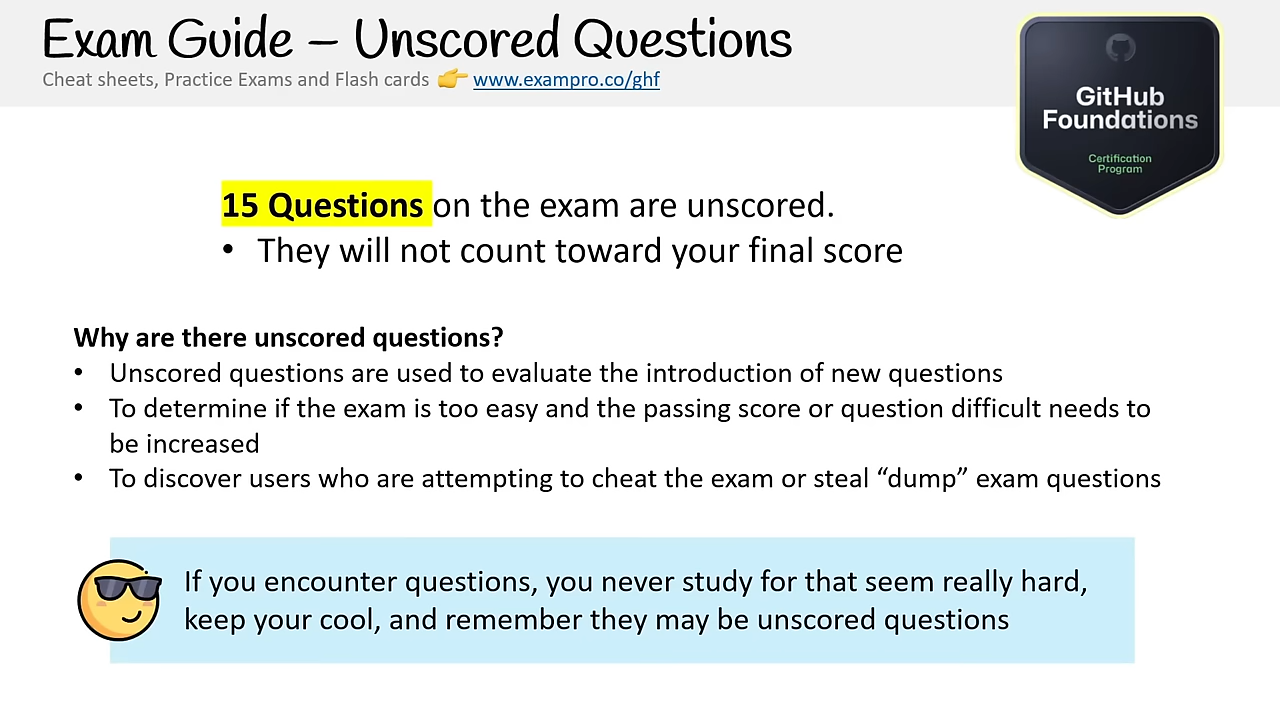 Exam Guide – Unscored Questions
Cheat sheets, Practice Exams and Flash cards 👉 www.exampro.co/ghf
GitHub
Foundations
Certification
Program
15 Questions on the exam are unscored.
• They will not count toward your final score
Why are there unscored questions?
• Unscored questions are used to evaluate the introduction of new questions
• To determine if the exam is too easy and the passing score or question difficult needs to
be increased
• To discover users who are attempting to cheat the exam or steal “dump” exam questions
If you encounter questions, you never study for that seem really hard,
keep your cool, and remember they may be unscored questions